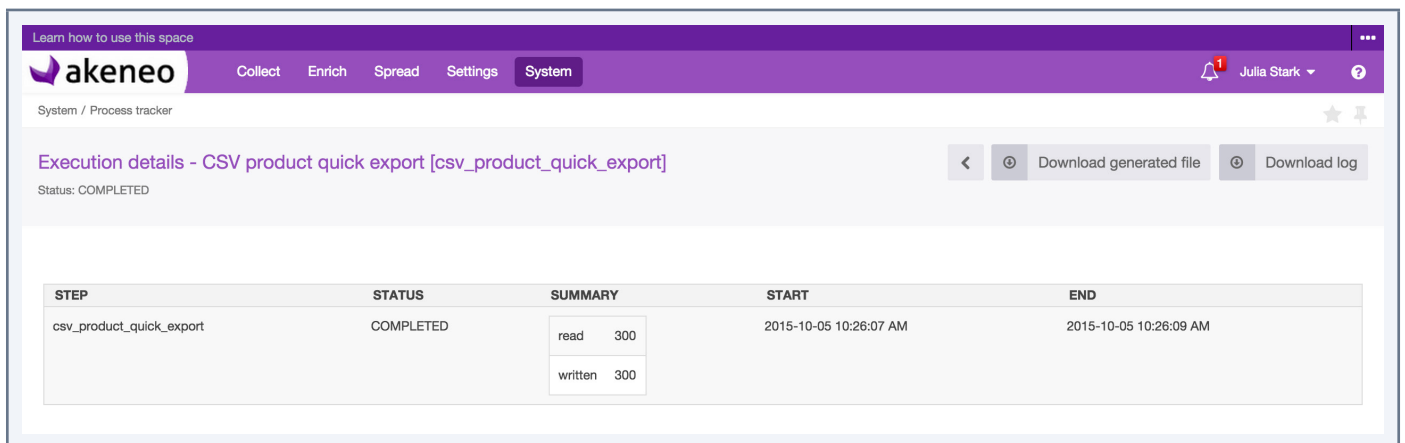 Learn how to use this space •••
akeneo Collect Enrich Spread Settings System 1 Julia Stark ?
System / Process tracker
Execution details - CSV product quick export [csv_product_quick_export] Download generated file Download log
Status: COMPLETED
STEP STATUS SUMMARY START END
csv_product_quick_export COMPLETED read 300 2015-10-05 10:26:07 AM 2015-10-05 10:26:09 AM
written 300